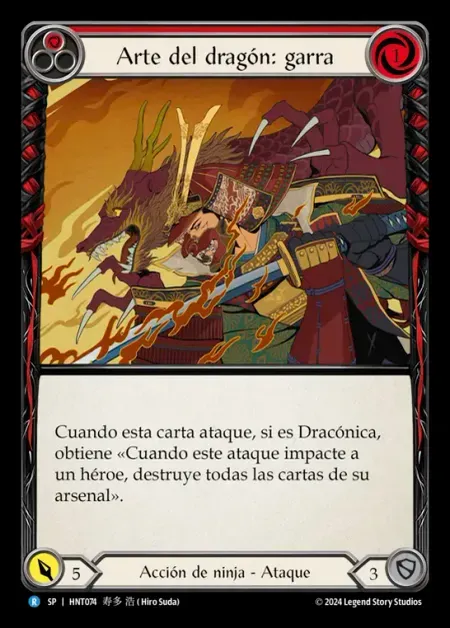 Arte del dragón: garra
1
Cuando esta carta ataque, si es Dracónica,
obtiene «Cuando este ataque impacte a
un héroe, destruye todas las cartas de su
arsenal».
5 Acción de ninja - Ataque 3
R SP | HNT074 寿多 浩 ( Hiro Suda) © 2024 Legend Story Studios